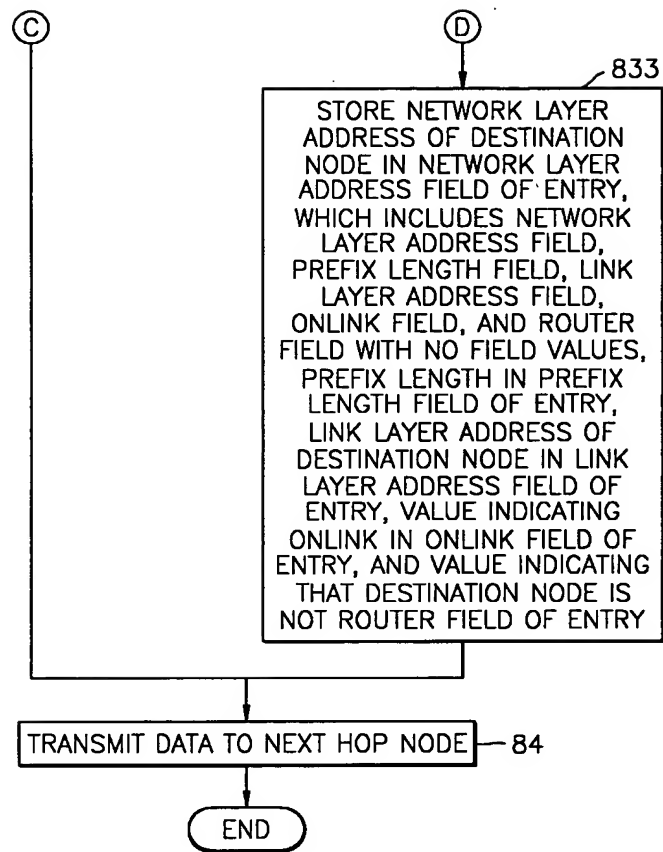 C
D
833
STORE NETWORK LAYER
ADDRESS OF DESTINATION
NODE IN NETWORK LAYER
ADDRESS FIELD OF ENTRY,
WHICH INCLUDES NETWORK
LAYER ADDRESS FIELD,
PREFIX LENGTH FIELD, LINK
LAYER ADDRESS FIELD,
ONLINK FIELD, AND ROUTER
FIELD WITH NO FIELD VALUES,
PREFIX LENGTH IN PREFIX
LENGTH FIELD OF ENTRY,
LINK LAYER ADDRESS OF
DESTINATION NODE IN LINK
LAYER ADDRESS FIELD OF
ENTRY, VALUE INDICATING
ONLINK IN ONLINK FIELD OF
ENTRY, AND VALUE INDICATING
THAT DESTINATION NODE IS
NOT ROUTER FIELD OF ENTRY
TRANSMIT DATA TO NEXT HOP NODE
84
END